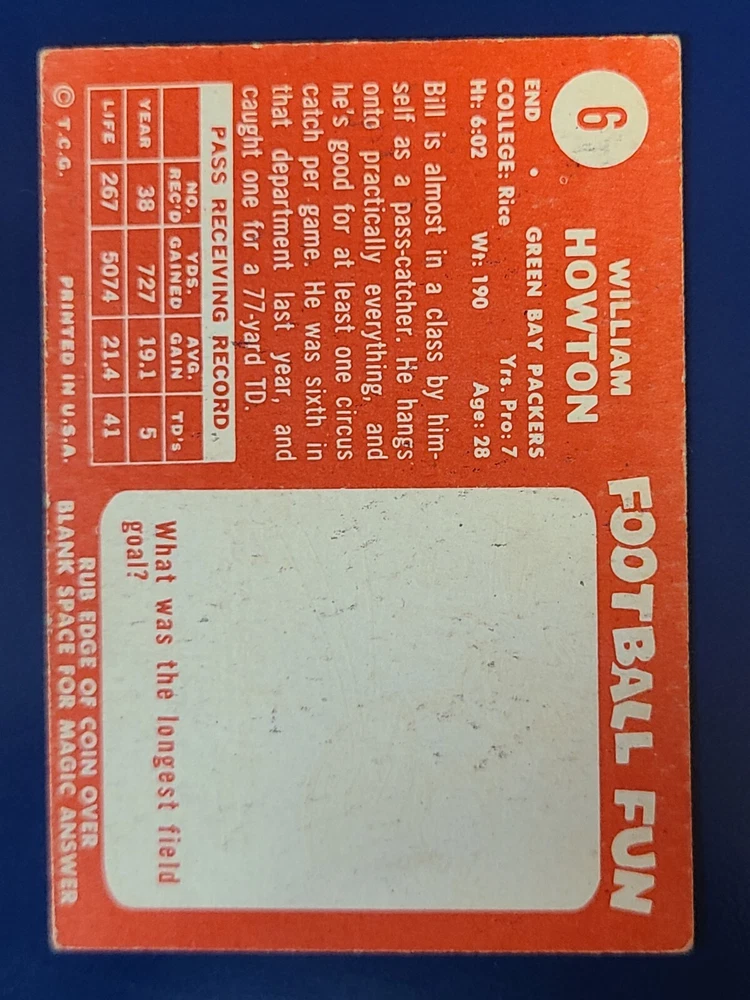 6
WILLIAM
HOWTON
END • GREEN BAY PACKERS
COLLEGE: Rice Yrs. Pro: 7
Ht: 6:02 Wt: 190 Age: 28
Bill is almost in a class by him-
self as a pass-catcher. He hangs
onto practically everything, and
he's good for at least one circus
catch per game. He was sixth in
that department last year, and
caught one for a 77-yard TD.
PASS RECEIVING RECORD
NO. REC'D YDS. GAINED AVG. GAIN TD's
YEAR 38 727 19.1 5
LIFE 267 5074 21.4 41
© T.C.G. PRINTED IN U.S.A.
FOOTBALL FUN
What was the longest field
goal?
RUB EDGE OF COIN OVER
BLANK SPACE FOR MAGIC ANSWER